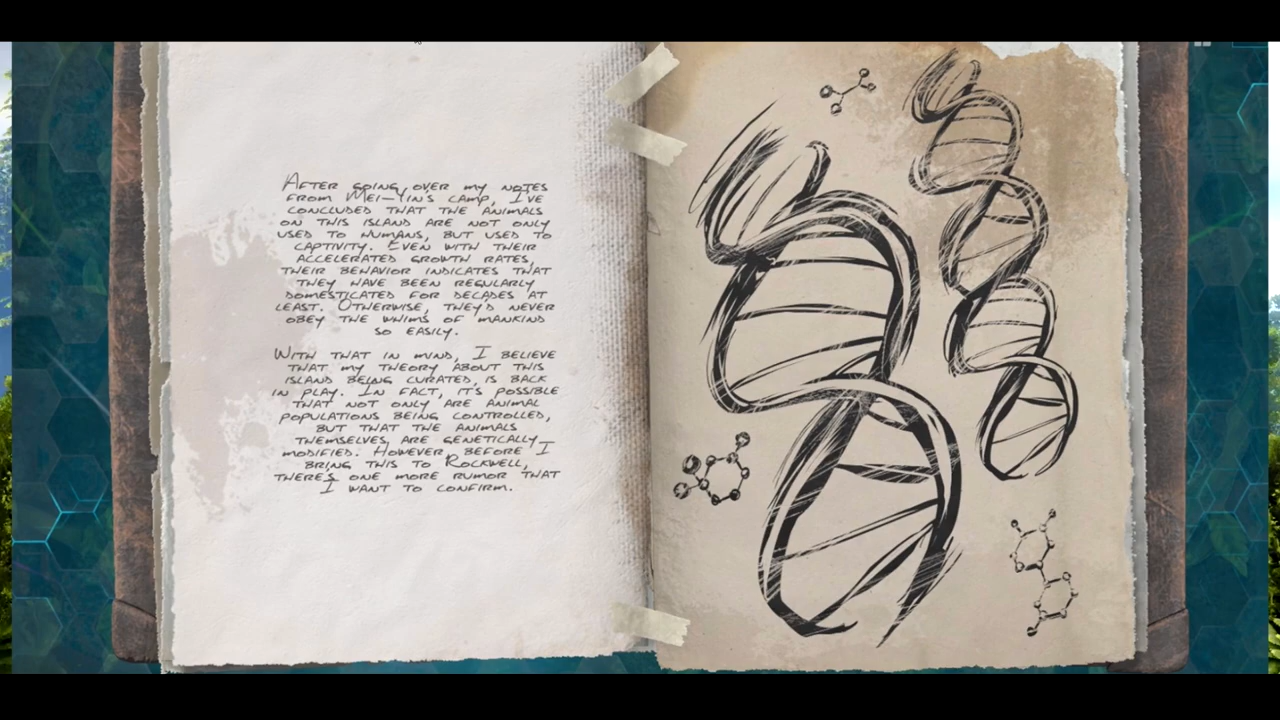 After going over my notes
from Mei-Yin's camp, I've
concluded that the animals
on this island are not only
used to humans, but used to
captivity. Even with their
accelerated growth rates,
their behavior indicates that
they have been regularly
domesticated for decades at
least. Otherwise, they'd never
obey the whims of mankind
so easily.
With that in mind, I believe
that my theory about this
island being curated, is back
in play. In fact, it's possible
that not only are animal
populations being controlled,
but that the animals
themselves, are genetically
modified. However before I
bring this to Rockwell,
there's one more rumor that
I want to confirm.